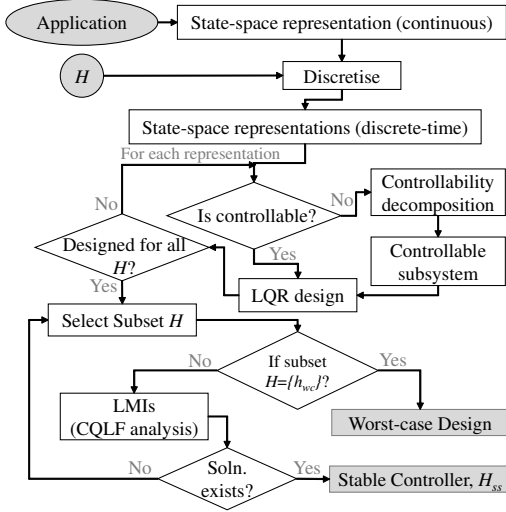 Application
State-space representation (continuous)
H
Discretise
State-space representations (discrete-time)
For each representation
Is controllable?
No
Controllability
decomposition
No
Designed for all
H?
Yes
Controllable
subsystem
Yes
LQR design
Select Subset H
No
If subset
H={h_wc}?
Yes
LMIs
(CQLF analysis)
Worst-case Design
No
Soln.
exists?
Yes
Stable Controller, H_ss